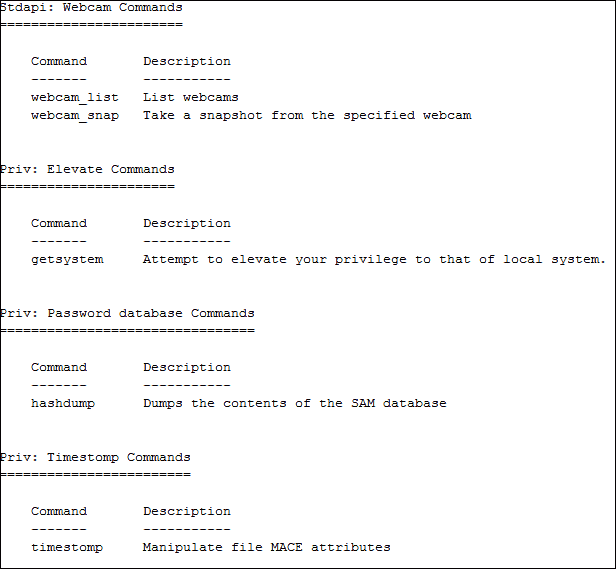 Stdapi: Webcam Commands
=======================
Command Description
------- -----------
webcam_list List webcams
webcam_snap Take a snapshot from the specified webcam
Priv: Elevate Commands
======================
Command Description
------- -----------
getsystem Attempt to elevate your privilege to that of local system.
Priv: Password database Commands
================================
Command Description
------- -----------
hashdump Dumps the contents of the SAM database
Priv: Timestomp Commands
========================
Command Description
------- -----------
timestomp Manipulate file MACE attributes